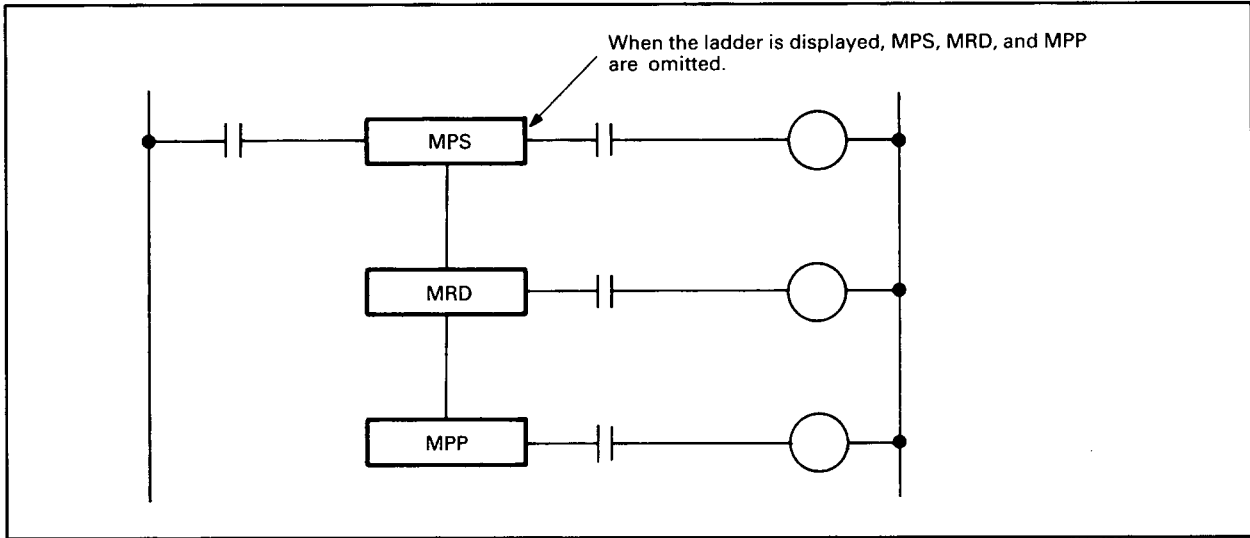 When the ladder is displayed, MPS, MRD, and MPP
are omitted.
MPS
MRD
MPP